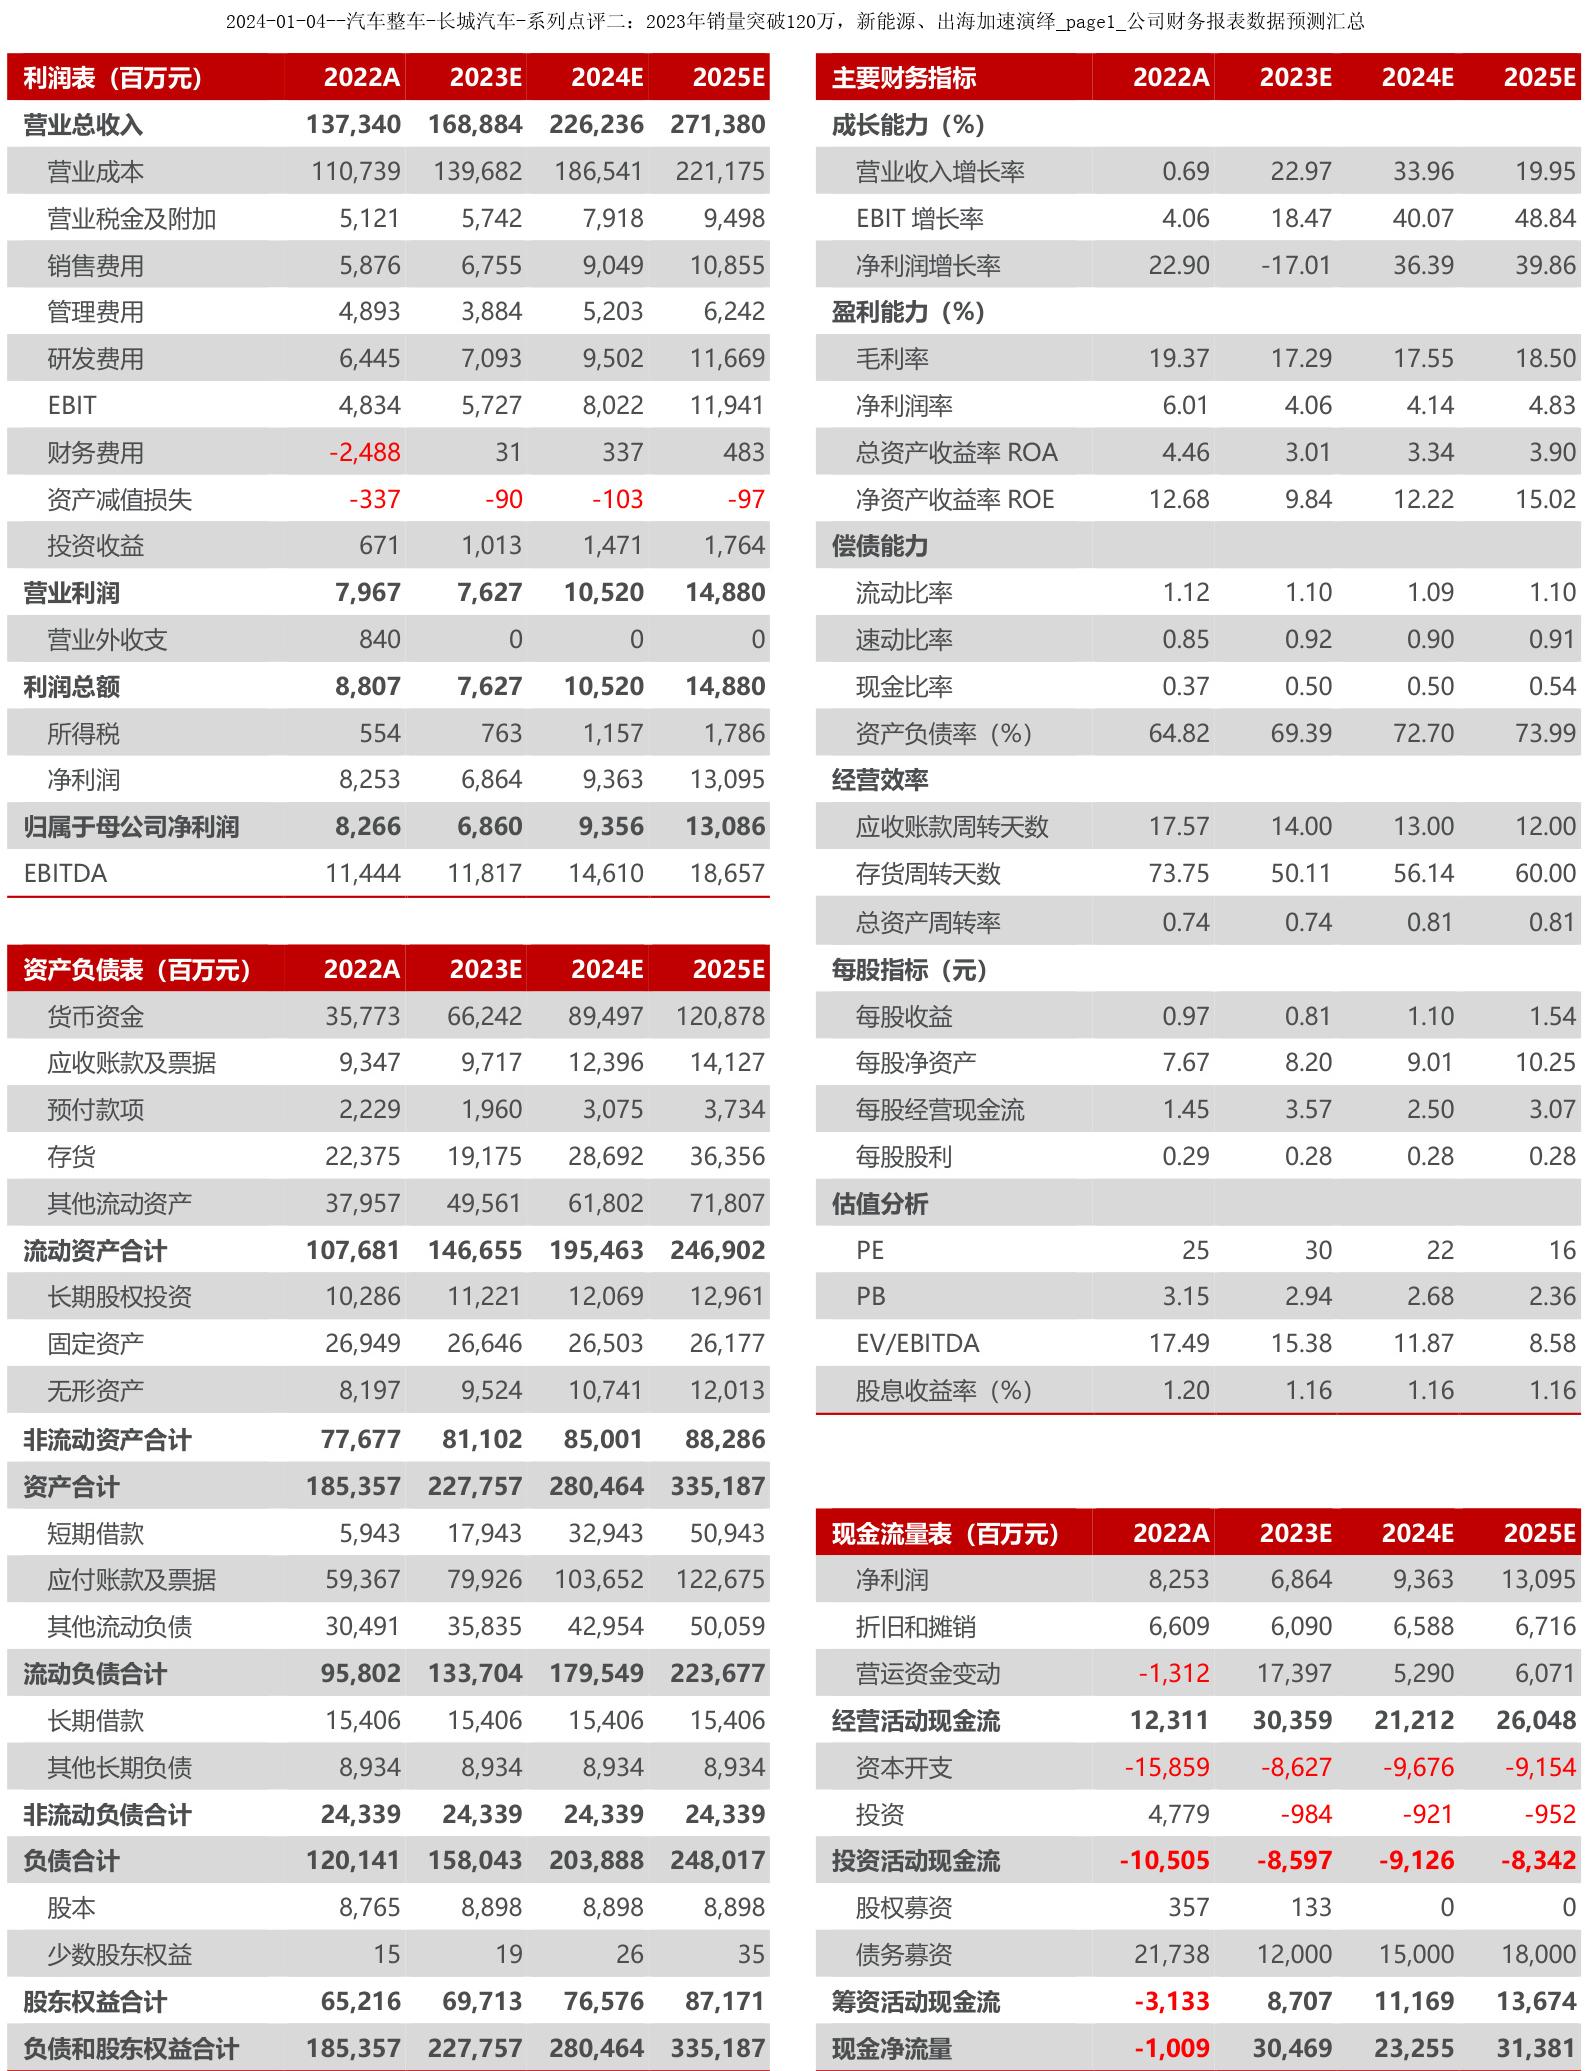 2024-01-04--汽车整车-长城汽车-系列点评二：2023年销量突破120万，新能源、出海加速演绎_page1_公司财务报表数据预测汇总
利润表（百万元） 2022A 2023E 2024E 2025E
营业总收入 137,340 168,884 226,236 271,380
营业成本 110,739 139,682 186,541 221,175
营业税金及附加 5,121 5,742 7,918 9,498
销售费用 5,876 6,755 9,049 10,855
管理费用 4,893 3,884 5,203 6,242
研发费用 6,445 7,093 9,502 11,669
EBIT 4,834 5,727 8,022 11,941
财务费用 -2,488 31 337 483
资产减值损失 -337 -90 -103 -97
投资收益 671 1,013 1,471 1,764
营业利润 7,967 7,627 10,520 14,880
营业外收支 840 0 0 0
利润总额 8,807 7,627 10,520 14,880
所得税 554 763 1,157 1,786
净利润 8,253 6,864 9,363 13,095
归属于母公司净利润 8,266 6,860 9,356 13,086
EBITDA 11,444 11,817 14,610 18,657
资产负债表（百万元） 2022A 2023E 2024E 2025E
货币资金 35,773 66,242 89,497 120,878
应收账款及票据 9,347 9,717 12,396 14,127
预付款项 2,229 1,960 3,075 3,734
存货 22,375 19,175 28,692 36,356
其他流动资产 37,957 49,561 61,802 71,807
流动资产合计 107,681 146,655 195,463 246,902
长期股权投资 10,286 11,221 12,069 12,961
固定资产 26,949 26,646 26,503 26,177
无形资产 8,197 9,524 10,741 12,013
非流动资产合计 77,677 81,102 85,001 88,286
资产合计 185,357 227,757 280,464 335,187
短期借款 5,943 17,943 32,943 50,943
应付账款及票据 59,367 79,926 103,652 122,675
其他流动负债 30,491 35,835 42,954 50,059
流动负债合计 95,802 133,704 179,549 223,677
长期借款 15,406 15,406 15,406 15,406
其他长期负债 8,934 8,934 8,934 8,934
非流动负债合计 24,339 24,339 24,339 24,339
负债合计 120,141 158,043 203,888 248,017
股本 8,765 8,898 8,898 8,898
少数股东权益 15 19 26 35
股东权益合计 65,216 69,713 76,576 87,171
负债和股东权益合计 185,357 227,757 280,464 335,187
主要财务指标 2022A 2023E 2024E 2025E
成长能力（%）
营业收入增长率 0.69 22.97 33.96 19.95
EBIT 增长率 4.06 18.47 40.07 48.84
净利润增长率 22.90 -17.01 36.39 39.86
盈利能力（%）
毛利率 19.37 17.29 17.55 18.50
净利润率 6.01 4.06 4.14 4.83
总资产收益率 ROA 4.46 3.01 3.34 3.90
净资产收益率 ROE 12.68 9.84 12.22 15.02
偿债能力
流动比率 1.12 1.10 1.09 1.10
速动比率 0.85 0.92 0.90 0.91
现金比率 0.37 0.50 0.50 0.54
资产负债率（%） 64.82 69.39 72.70 73.99
经营效率
应收账款周转天数 17.57 14.00 13.00 12.00
存货周转天数 73.75 50.11 56.14 60.00
总资产周转率 0.74 0.74 0.81 0.81
每股指标（元）
每股收益 0.97 0.81 1.10 1.54
每股净资产 7.67 8.20 9.01 10.25
每股经营现金流 1.45 3.57 2.50 3.07
每股股利 0.29 0.28 0.28 0.28
估值分析
PE 25 30 22 16
PB 3.15 2.94 2.68 2.36
EV/EBITDA 17.49 15.38 11.87 8.58
股息收益率（%） 1.20 1.16 1.16 1.16
现金流量表（百万元） 2022A 2023E 2024E 2025E
净利润 8,253 6,864 9,363 13,095
折旧和摊销 6,609 6,090 6,588 6,716
营运资金变动 -1,312 17,397 5,290 6,071
经营活动现金流 12,311 30,359 21,212 26,048
资本开支 -15,859 -8,627 -9,676 -9,154
投资 4,779 -984 -921 -952
投资活动现金流 -10,505 -8,597 -9,126 -8,342
股权募资 357 133 0 0
债务募资 21,738 12,000 15,000 18,000
筹资活动现金流 -3,133 8,707 11,169 13,674
现金净流量 -1,009 30,469 23,255 31,381